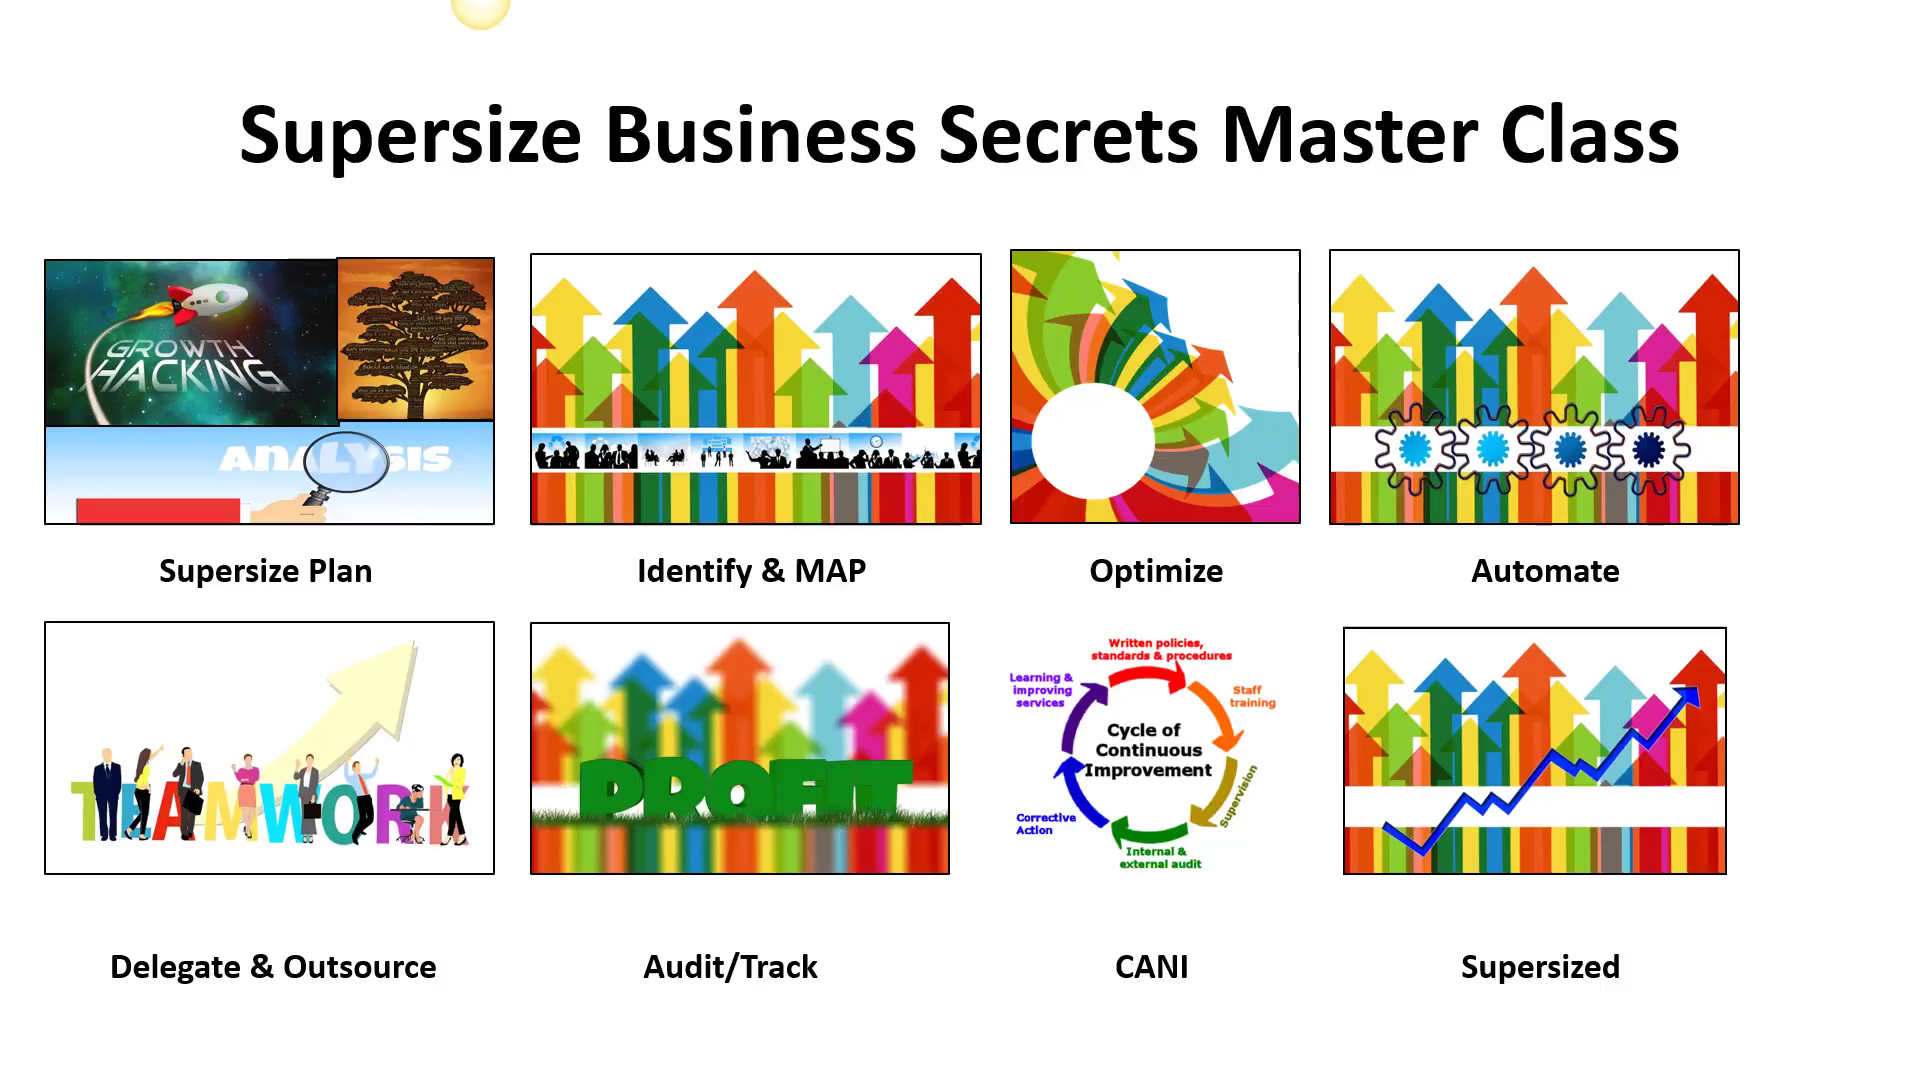 Supersize Business Secrets Master Class
GROWTH
HACKING
ANALYSIS
Supersize Plan
Identify & MAP
Optimize
Automate
TEAMWORK
PROFIT
Written policies,
standards & procedures
Staff
training
Supervision
Internal &
external audit
Corrective
Action
Learning &
improving
services
Cycle of
Continuous
Improvement
Delegate & Outsource
Audit/Track
CANI
Supersized